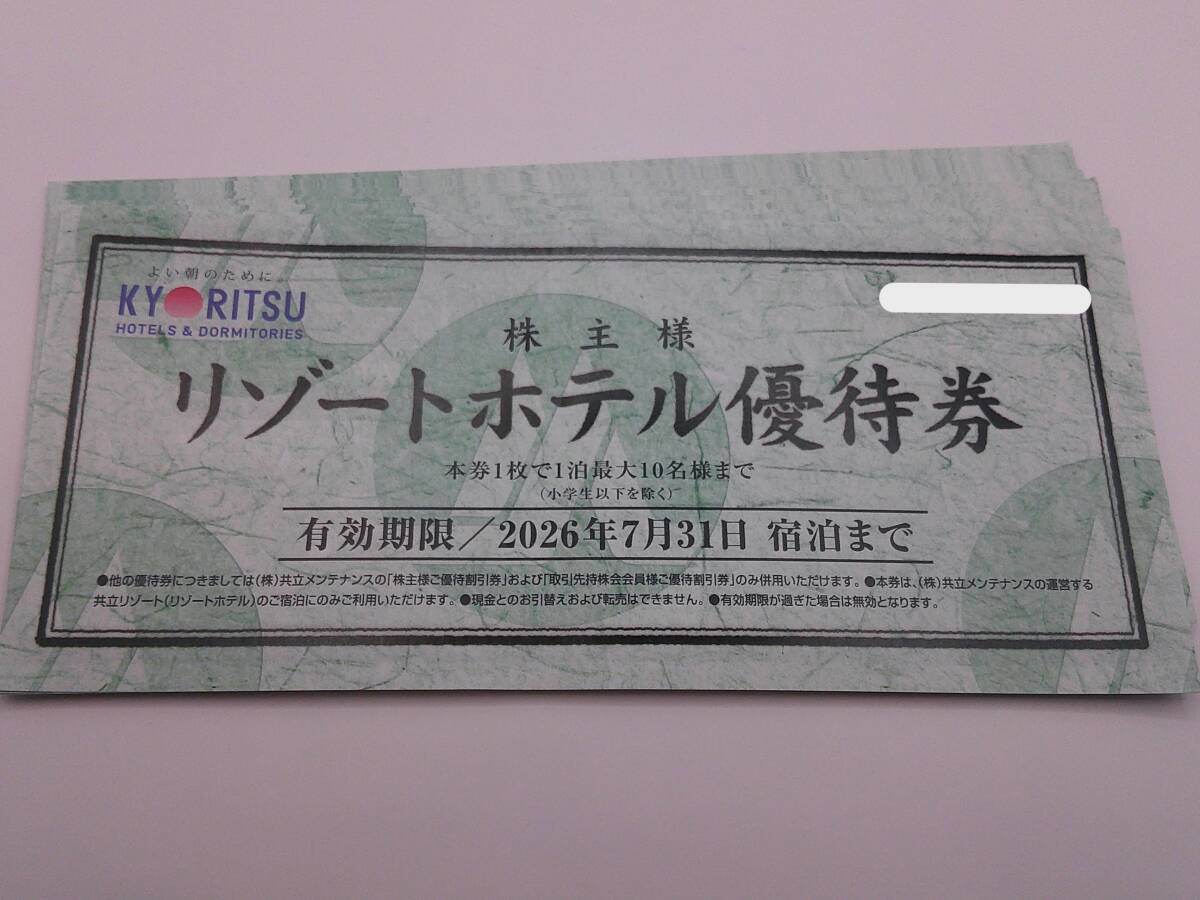 よい朝のために。
KYORITSU
HOTELS & DORMITORIES
株主様
リゾートホテル優待券
本券1枚で1泊最大10名様まで
(小学生以下を除く)
有効期限/2026年7月31日 宿泊まで
●他の優待券につきましては(株)共立メンテナンスの「株主様ご優待割引券」および「取引先持株会会員様ご優待割引券」のみ併用いただけます。●本券は、(株)共立メンテナンスの運営する
共立リゾート(リゾートホテル)のご宿泊にのみご利用いただけます。●現金とのお引替えおよび転売はできません。●有効期限が過ぎた場合は無効となります。